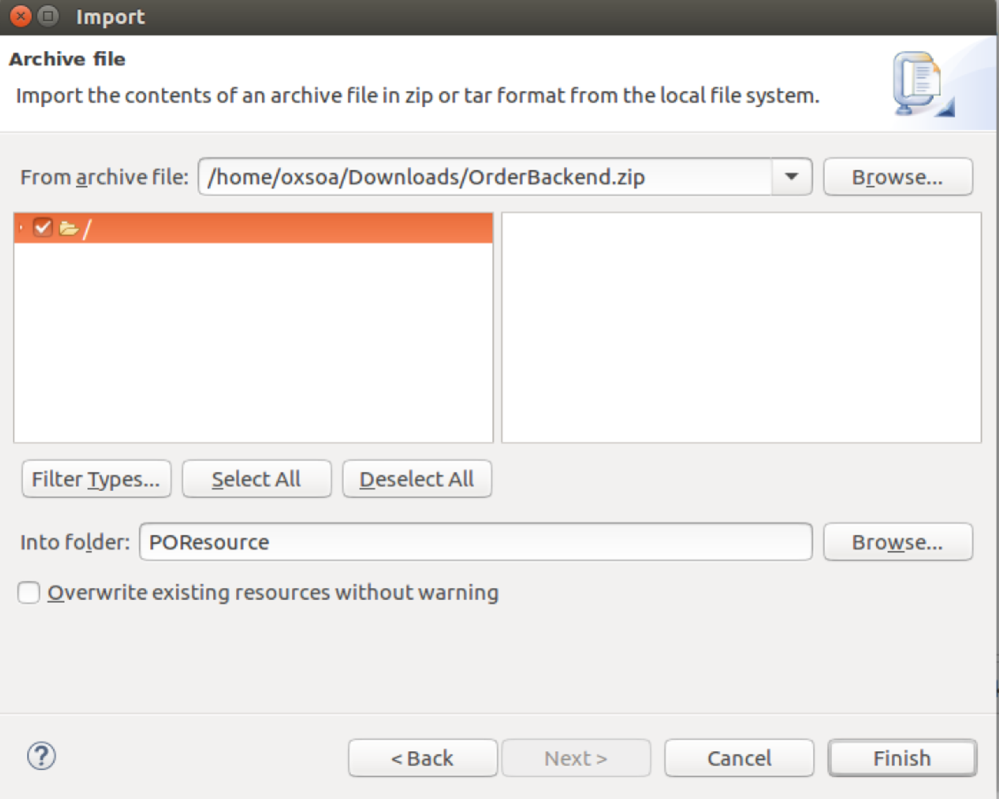 Import
Archive file
Import the contents of an archive file in zip or tar format from the local file system.
From archive file: /home/oxsoa/Downloads/OrderBackend.zip Browse...
/
Filter Types... Select All Deselect All
Into folder: POResource Browse...
Overwrite existing resources without warning
? < Back Next > Cancel Finish